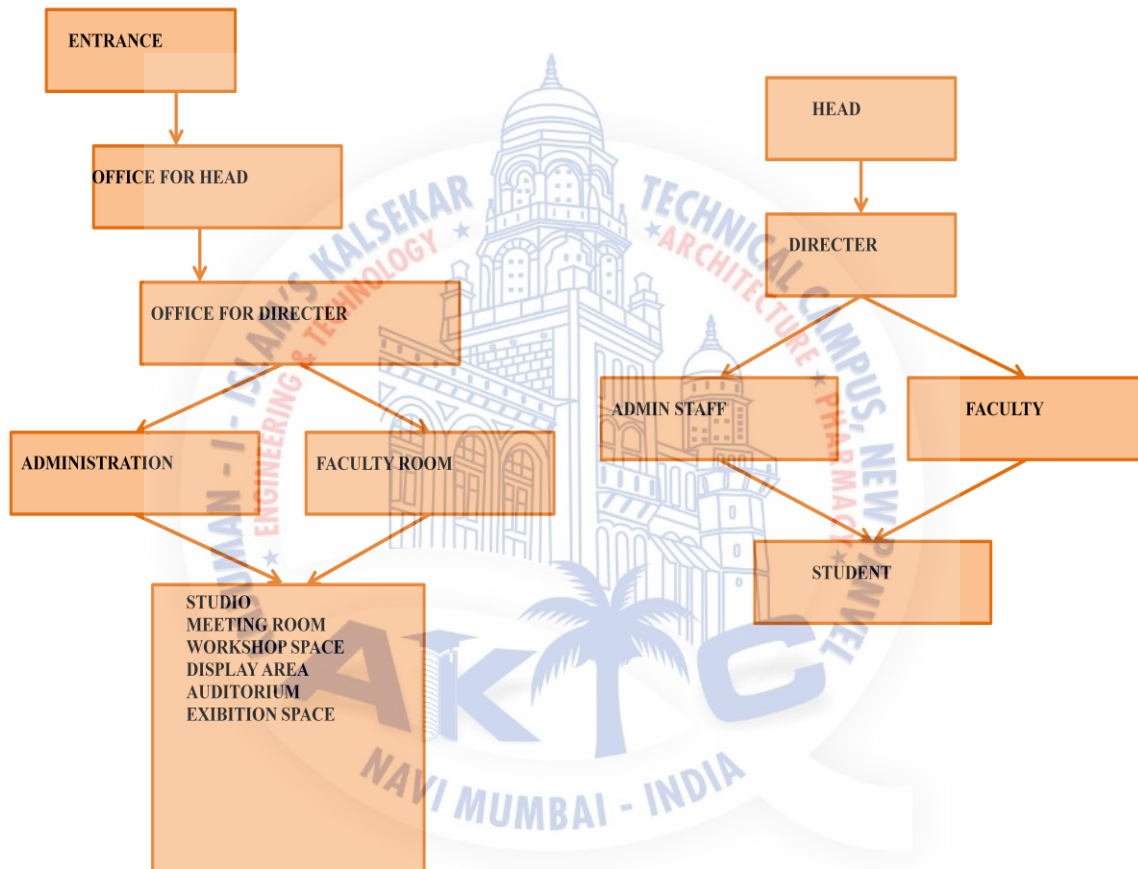 ENTRANCE
OFFICE FOR HEAD
OFFICE FOR DIRECTER
ADMINISTRATION
FACULTY ROOM
STUDIO
MEETING ROOM
WORKSHOP SPACE
DISPLAY AREA
AUDITORIUM
EXIBITION SPACE
HEAD
DIRECTER
ADMIN STAFF
FACULTY
STUDENT
ANJUMAN - I - ISLAM'S KALSEKAR TECHNICAL CAMPUS, NEW PANVEL
ENGINEERING & TECHNOLOGY ★ ★ ARCHITECTURE ★ PHARMACY ★
AKTC
NAVI MUMBAI - INDIA